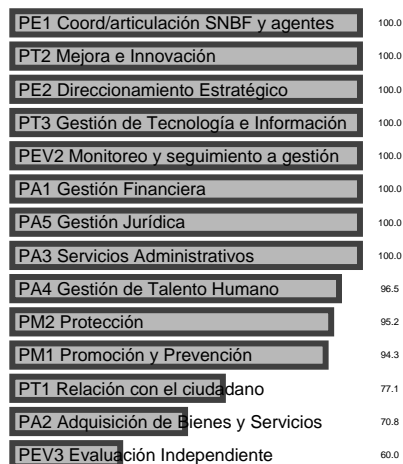 PE1 Coord/articulación SNBF y agentes 100.0
PT2 Mejora e Innovación 100.0
PE2 Direccionamiento Estratégico 100.0
PT3 Gestión de Tecnología e Información 100.0
PEV2 Monitoreo y seguimiento a gestión 100.0
PA1 Gestión Financiera 100.0
PA5 Gestión Jurídica 100.0
PA3 Servicios Administrativos 100.0
PA4 Gestión de Talento Humano 96.5
PM2 Protección 95.2
PM1 Promoción y Prevención 94.3
PT1 Relación con el ciudadano 77.1
PA2 Adquisición de Bienes y Servicios 70.8
PEV3 Evaluación Independiente 60.0